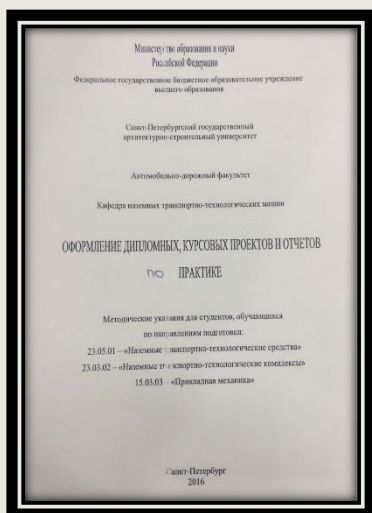 Министерство образования и науки
Российской Федерации
Федеральное государственное бюджетное образовательное учреждение
высшего образования
Санкт-Петербургский государственный
архитектурно-строительный университет
Автомобильно-дорожный факультет
Кафедра наземных транспортно-технологических машин
ОФОРМЛЕНИЕ ДИПЛОМНЫХ, КУРСОВЫХ ПРОЕКТОВ И ОТЧЕТОВ
ПО ПРАКТИКЕ
Методические указания для студентов, обучающихся
по направлениям подготовки:
23.05.01 – «Наземные транспортно-технологические средства»
23.03.02 – «Наземные транспортно-технологические комплексы»
15.03.03 – «Прикладная механика»
Санкт-Петербург
2016